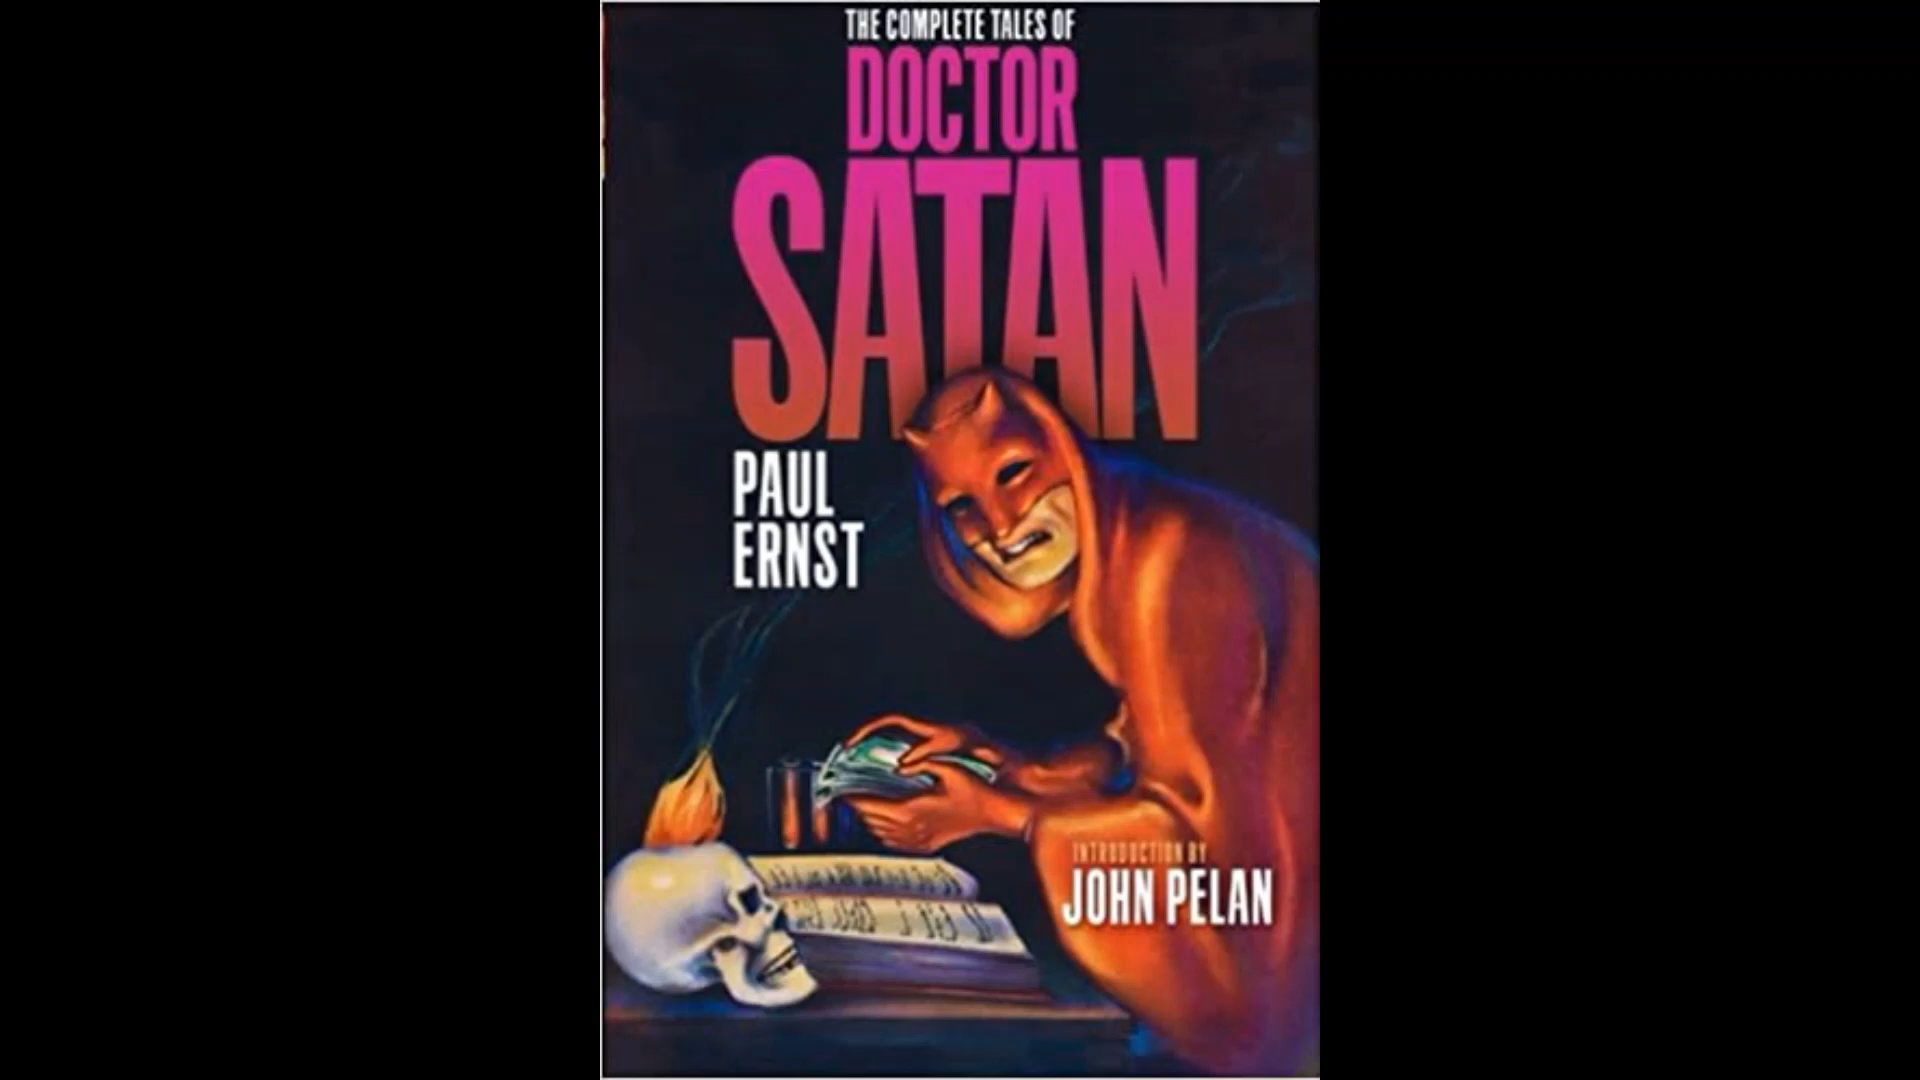 THE COMPLETE TALES OF
DOCTOR
SATAN
PAUL
ERNST
INTRODUCTION BY
JOHN PELAN